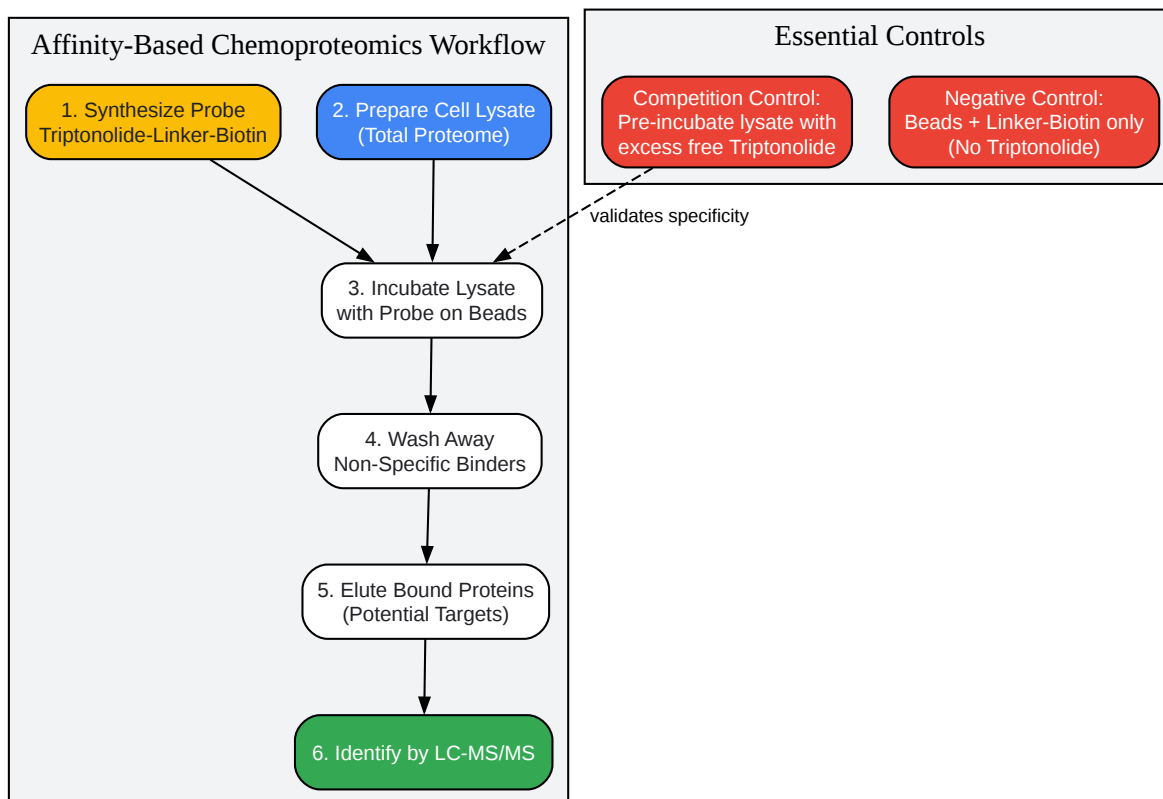 Affinity-Based Chemoproteomics Workflow
1. Synthesize Probe
Triptonolide-Linker-Biotin
2. Prepare Cell Lysate
(Total Proteome)
3. Incubate Lysate
with Probe on Beads
4. Wash Away
Non-Specific Binders
5. Elute Bound Proteins
(Potential Targets)
6. Identify by LC-MS/MS
Essential Controls
Competition Control:
Pre-incubate lysate with
excess free Triptonolide
Negative Control:
Beads + Linker-Biotin only
(No Triptonolide)
validates specificity